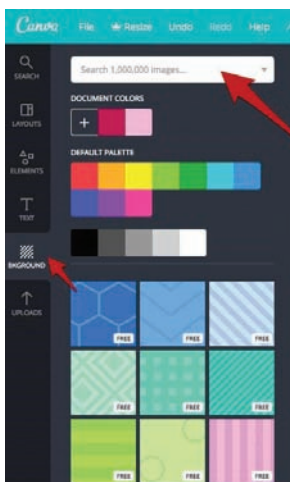 Canva File Resize Undo Redo Help
Search 1,000,000 images...
SEARCH
DOCUMENT COLORS
LAYOUTS
DEFAULT PALETTE
ELEMENTS
TEXT
BKGROUND
UPLOADS
FREE FREE FREE
FREE FREE FREE
FREE FREE FREE